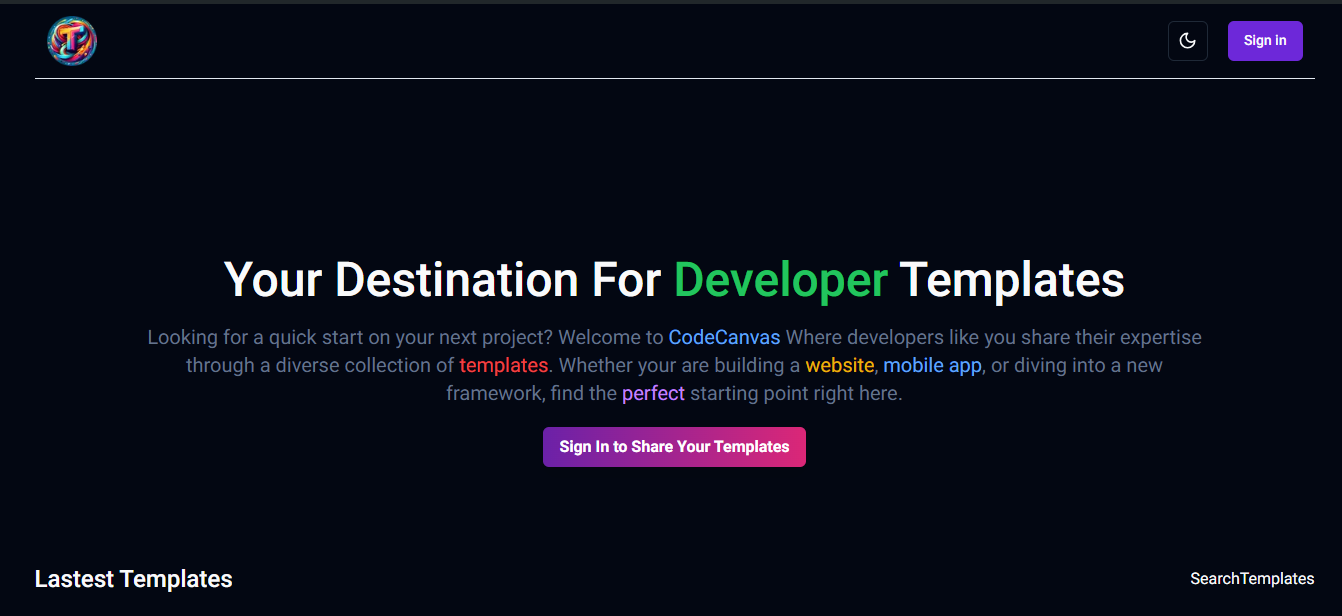 T
Sign in
Your Destination For Developer Templates
Looking for a quick start on your next project? Welcome to CodeCanvas Where developers like you share their expertise
through a diverse collection of templates. Whether your are building a website, mobile app, or diving into a new
framework, find the perfect starting point right here.
Sign In to Share Your Templates
Lastest Templates
SearchTemplates